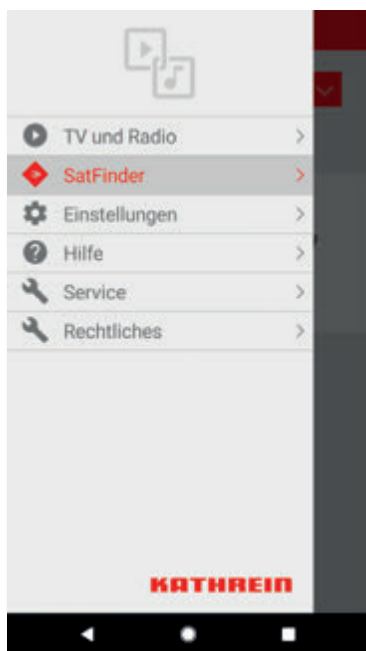 TV und Radio
SatFinder
Einstellungen
Hilfe
Service
Rechtliches
KATHREIN